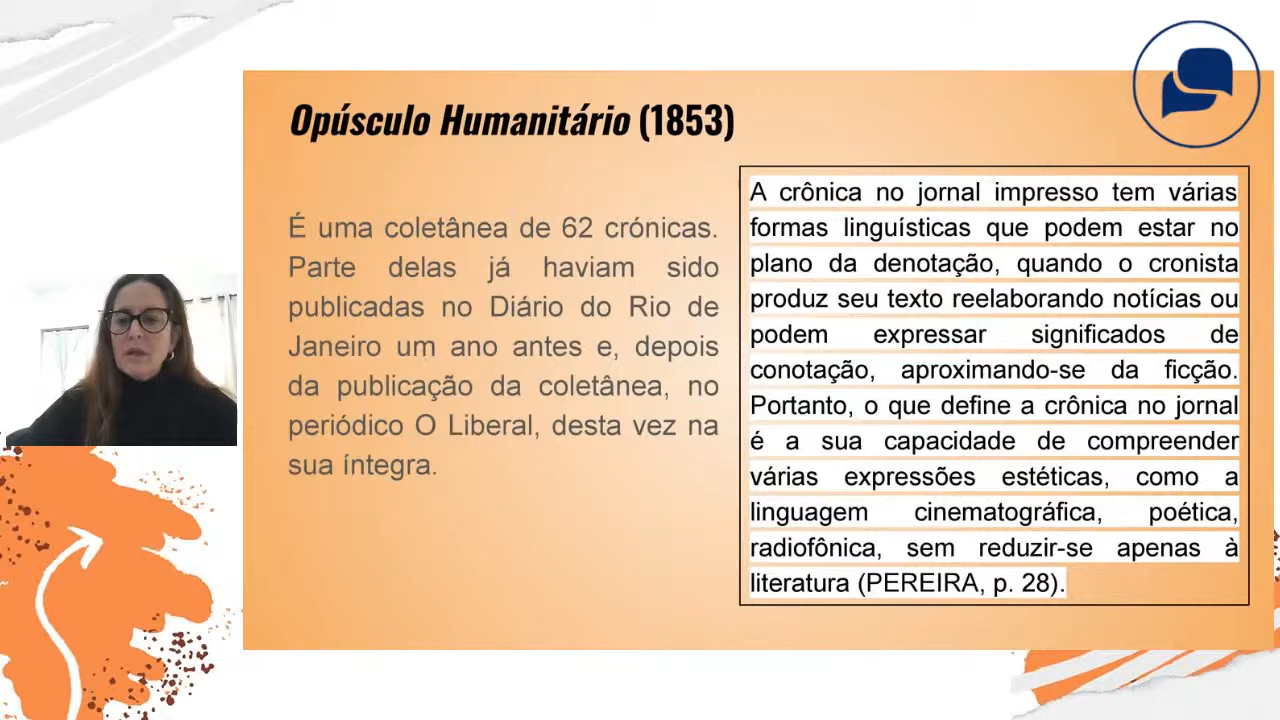 Opúsculo Humanitário (1853)
É uma coletânea de 62 crónicas.
Parte delas já haviam sido
publicadas no Diário do Rio de
Janeiro um ano antes e, depois
da publicação da coletânea, no
periódico O Liberal, desta vez na
sua íntegra.
A crônica no jornal impresso tem várias
formas linguísticas que podem estar no
plano da denotação, quando o cronista
produz seu texto reelaborando notícias ou
podem expressar significados de
conotação, aproximando-se da ficção.
Portanto, o que define a crônica no jornal
é a sua capacidade de compreender
várias expressões estéticas, como a
linguagem cinematográfica, poética,
radiofônica, sem reduzir-se apenas à
literatura (PEREIRA, p. 28).